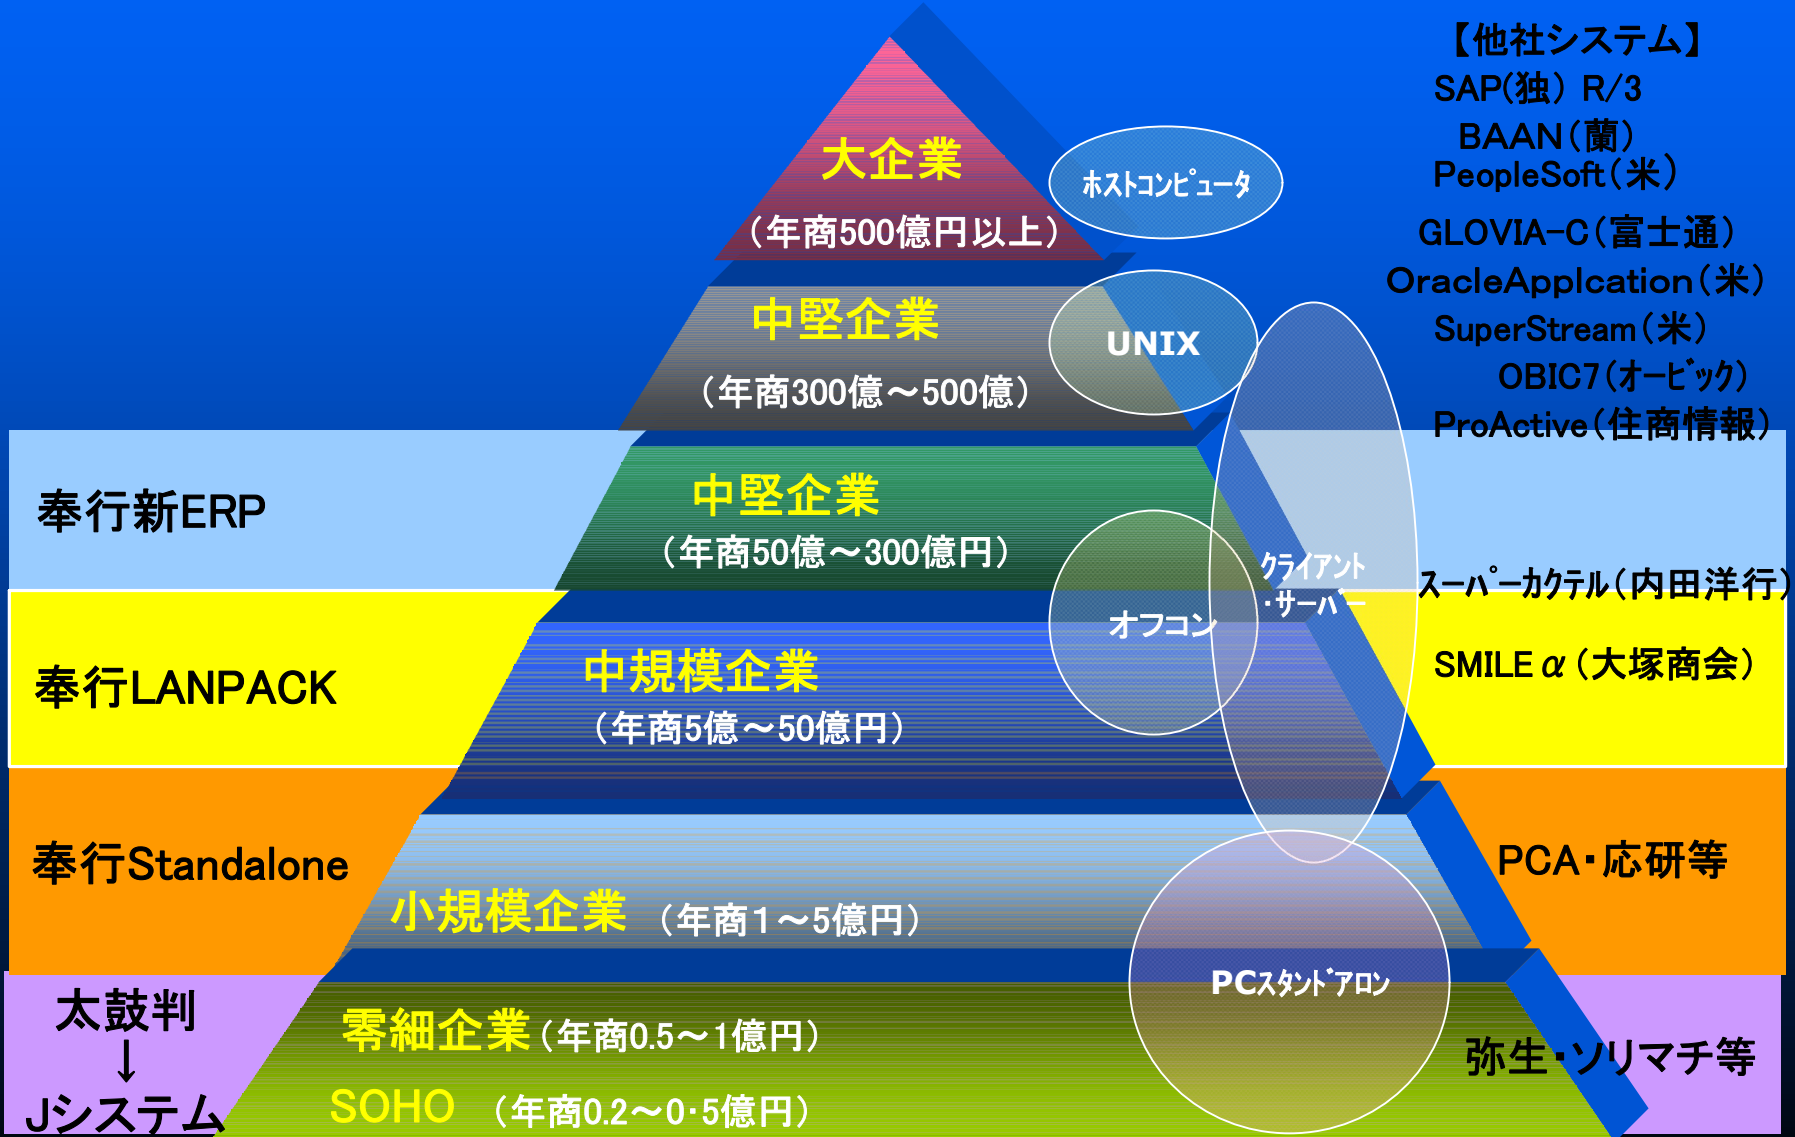 【他社システム】
SAP(独) R/3
BAAN(蘭)
PeopleSoft(米)
GLOVIA-C(富士通)
OracleApplcation(米)
SuperStream(米)
OBIC7(ｵｰﾋﾞｯｸ)
ProActive(住商情報)
大企業
(年商500億円以上)
ﾎｽﾄｺﾝﾋﾟｭｰﾀ
中堅企業
(年商300億～500億)
UNIX
奉行新ERP
中堅企業
(年商50億～300億円)
ｸﾗｲｱﾝﾄ
･ｻｰﾊﾞｰ
ｽｰﾊﾟｰｶｸﾃﾙ(内田洋行)
オフコン
奉行LANPACK
中規模企業
(年商5億～50億円)
SMILEα(大塚商会)
奉行Standalone
小規模企業 (年商１～5億円)
PCA・応研等
PCｽﾀﾝﾄﾞｱﾛﾝ
太鼓判
↓
Jシステム
零細企業(年商0.5～1億円)
SOHO (年商0.2～0・5億円)
弥生・ソリマチ等